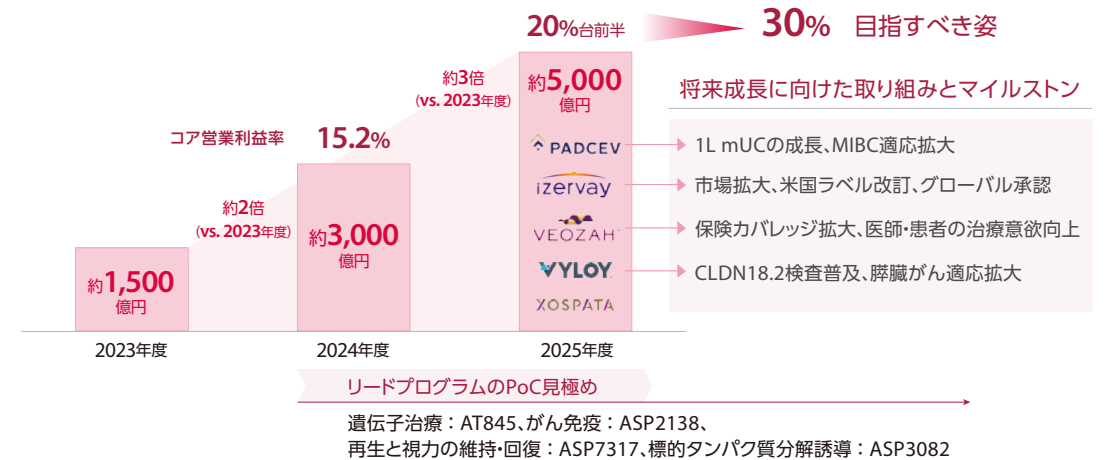 20%台前半
30% 目指すべき姿
約3倍
(vs. 2023年度)
約5,000
億円
将来成長に向けた取り組みとマイルストン
コア営業利益率
15.2%
PADCEV
1L mUCの成長、MIBC適応拡大
izervay
市場拡大、米国ラベル改訂、グローバル承認
約2倍
(vs. 2023年度)
約3,000
億円
VEOZAH
保険カバレッジ拡大、医師・患者の治療意欲向上
VYLOY
CLDN18.2検査普及、膵臓がん適応拡大
約1,500
億円
XOSPATA
2023年度
2024年度
2025年度
リードプログラムのPoC見極め
遺伝子治療：AT845、がん免疫：ASP2138、
再生と視力の維持・回復：ASP7317、標的タンパク質分解誘導：ASP3082